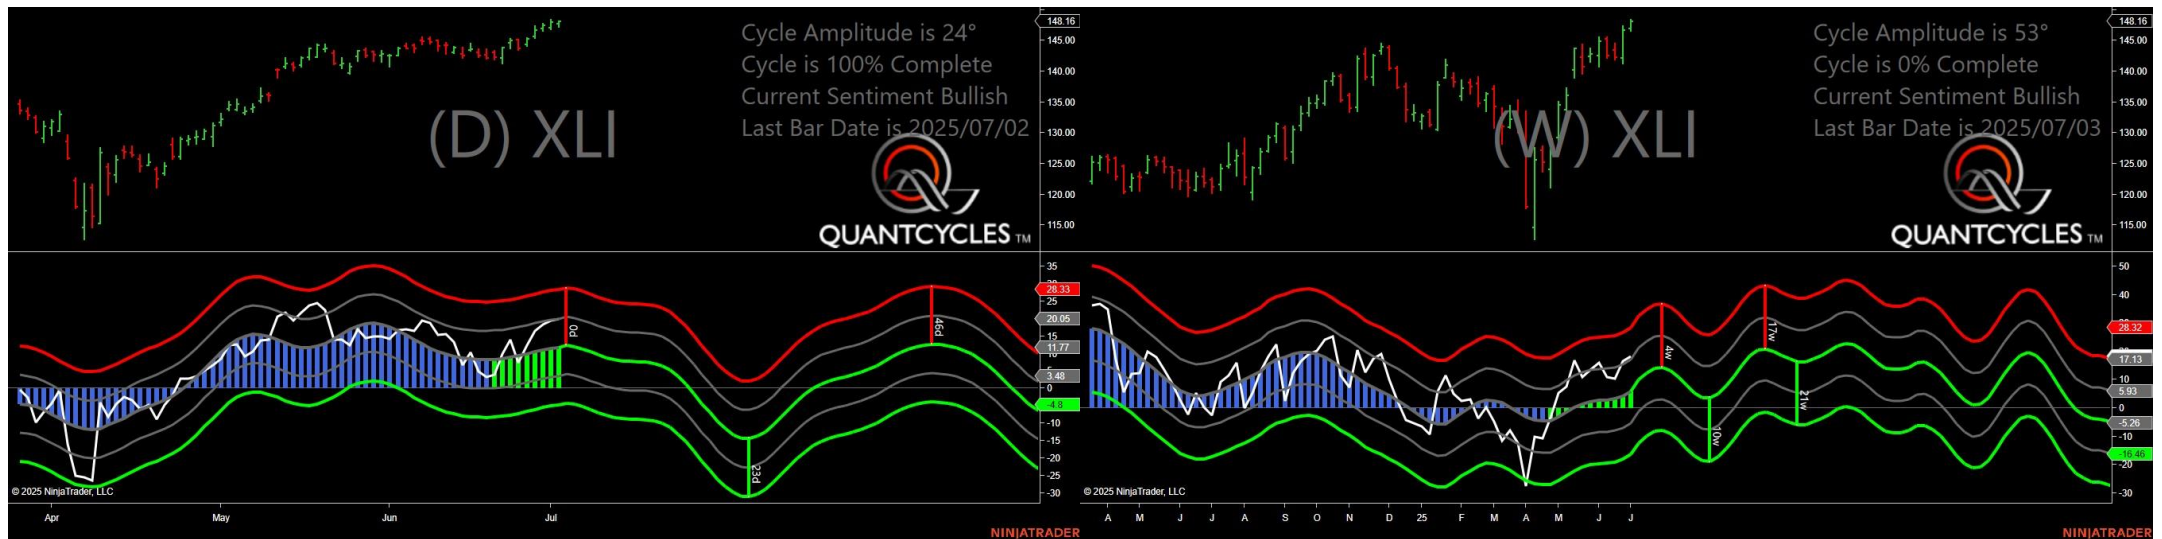 148.16
Cycle Amplitude is 24°
Cycle is 100% Complete
Current Sentiment Bullish
Last Bar Date is 2025/07/02
(D) XLI
QUANTCYCLES TM
145.00
140.00
135.00
130.00
125.00
120.00
115.00
35
30
28.33
25
20.05
15
11.77
10
5
3.48
0
-4.8
-10
-15
-20
-25
-30
0d
23d
46d
© 2025 NinjaTrader, LLC
Apr
May
Jun
Jul
NINJATRADER
148.16
Cycle Amplitude is 53°
Cycle is 0% Complete
Current Sentiment Bullish
Last Bar Date is 2025/07/03
(W) XLI
QUANTCYCLES TM
145.00
140.00
135.00
130.00
125.00
120.00
115.00
50
40
28.32
17.13
10
5.93
0
-5.26
-10
-16.46
-20
-30
4w
10w
17w
21w
© 2025 NinjaTrader, LLC
A
M
J
J
A
S
O
N
D
25
F
M
A
M
J
J
NINJATRADER